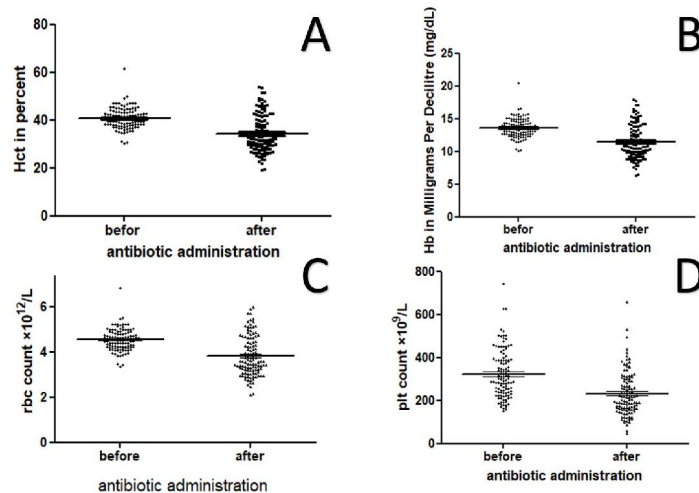 A
Hct in percent
80
60
40
20
0
befor
after
antibiotic administration
B
Hb in Milligrams Per Decilitre (mg/dL)
25
20
15
10
5
0
befor
after
antibiotic administration
C
rbc count ×10¹²/L
6
4
2
0
before
after
antibiotic administration
D
plt count ×10⁹/L
800
600
400
200
0
before
after
antibiotic administration